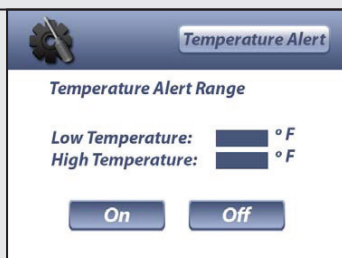 Temperature Alert
Temperature Alert Range
Low Temperature: º F
High Temperature: º F
On Off